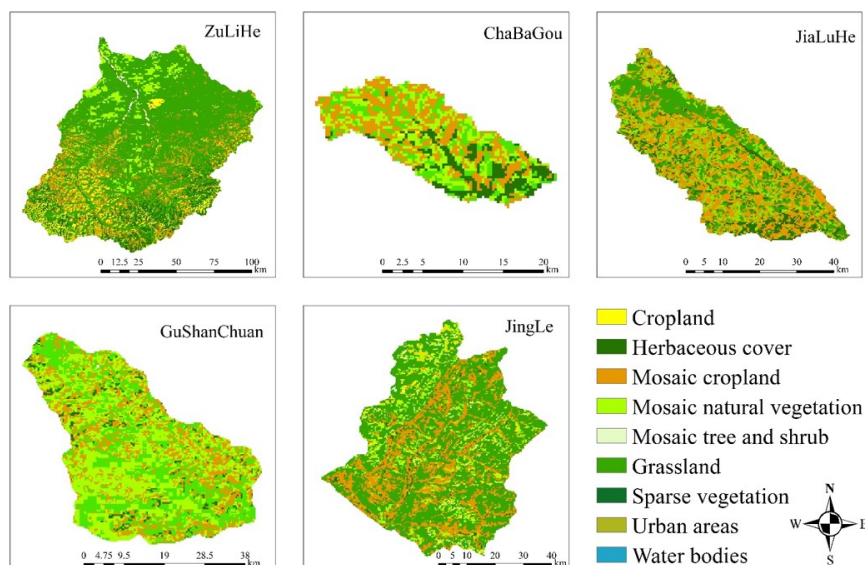 ZuLiHe
0 12.5 25 50 75 100
km
ChaBaGou
0 2.5 5 10 15 20
km
JiaLuHe
0 5 10 20 30 40
km
GuShanChuan
0 4.75 9.5 19 28.5 38
km
JingLe
0 5 10 20 30 40
km
Cropland
Herbaceous cover
Mosaic cropland
Mosaic natural vegetation
Mosaic tree and shrub
Grassland
Sparse vegetation
Urban areas
Water bodies
N
W E
S